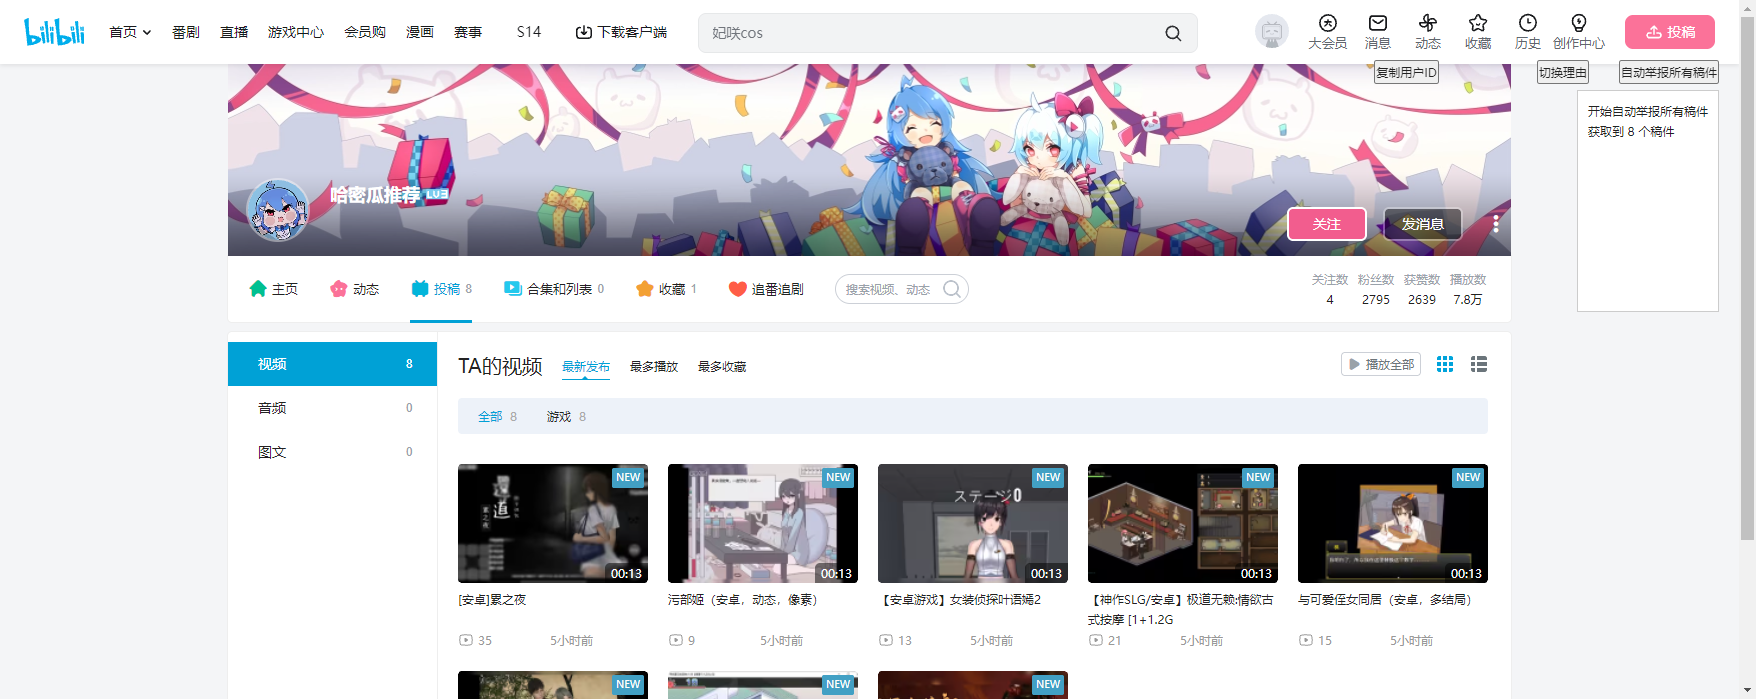 bilibili
首页
番剧
直播
游戏中心
会员购
漫画
赛事
S14
下载客户端
妃咲cos
大会员
消息
动态
收藏
历史
创作中心
投稿
复制用户ID
切换理由
自动举报所有稿件
开始自动举报所有稿件
获取到 8 个稿件
哈密瓜推荐 LV3
关注
发消息
主页
动态
投稿 8
合集和列表 0
收藏 1
追番追剧
搜索视频、动态
关注数 粉丝数 获赞数 播放数
4 2795 2639 7.8万
视频 8
音频 0
图文 0
TA的视频
最新发布
最多播放
最多收藏
播放全部
全部 8
游戏 8
NEW
00:13
[安卓]累之夜
35 5小时前
NEW
00:13
污部姬（安卓，动态，像素）
9 5小时前
ステージ0
NEW
00:13
【安卓游戏】女装侦探叶语嫣2
13 5小时前
NEW
00:13
【神作SLG/安卓】极道无赖:情欲古
式按摩 [1+1.2G
21 5小时前
NEW
00:13
与可爱侄女同居（安卓，多结局）
15 5小时前
NEW
NEW
NEW